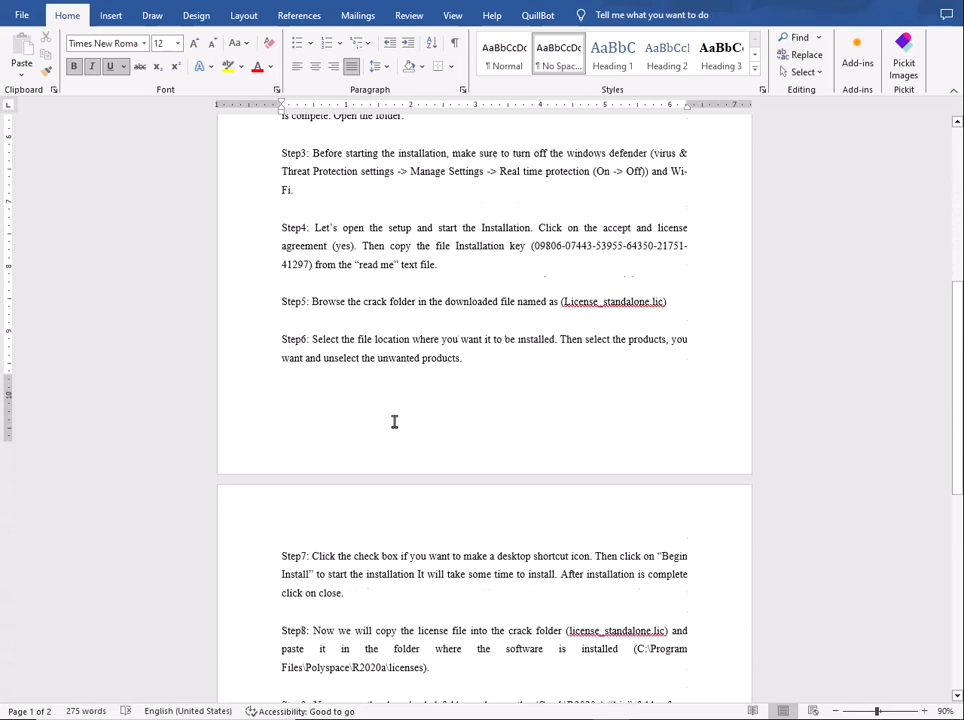 File Home Insert Draw Design Layout References Mailings Review View Help QuillBot Tell me what you want to do
Paste
Clipboard
Times New Roma 12
Font
Paragraph
AaBbCcDc AaBbCcDc AaBbC AaBbCcl AaBbCc
¶ Normal ¶ No Spac... Heading 1 Heading 2 Heading 3
Styles
Find
Replace
Select
Editing
Add-ins
Add-ins
Pickit Images
Pickit
is compete. Open the folder.
Step3: Before starting the installation, make sure to turn off the windows defender (virus &
Threat Protection settings -> Manage Settings -> Real time protection (On -> Off)) and Wi-
Fi.
Step4: Let's open the setup and start the Installation. Click on the accept and license
agreement (yes). Then copy the file Installation key (09806-07443-53955-64350-21751-
41297) from the “read me” text file.
Step5: Browse the crack folder in the downloaded file named as (License_standalone.lic)
Step6: Select the file location where you want it to be installed. Then select the products, you
want and unselect the unwanted products.
Step7: Click the check box if you want to make a desktop shortcut icon. Then click on “Begin
Install” to start the installation It will take some time to install. After installation is complete
click on close.
Step8: Now we will copy the license file into the crack folder (license_standalone.lic) and
paste it in the folder where the software is installed (C:\Program
Files\Polyspace\R2020a\licenses).
Page 1 of 2 275 words English (United States) Accessibility: Good to go 90%